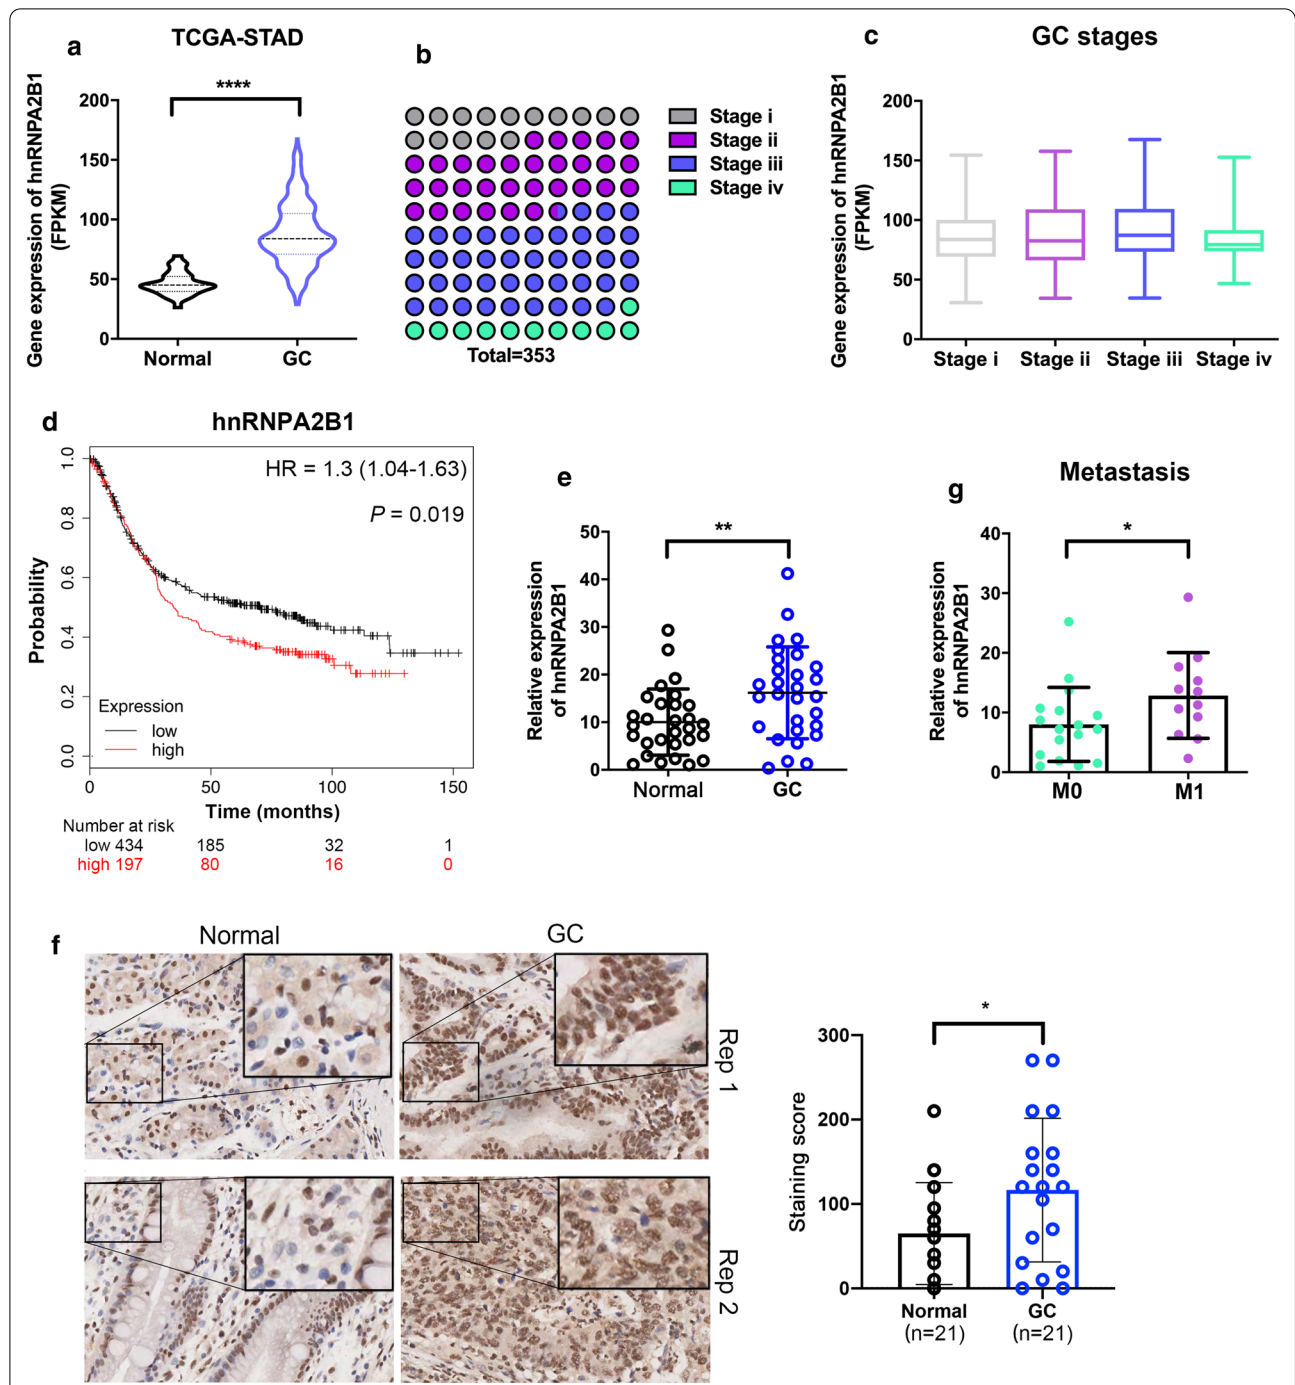 a
TCGA-STAD
Gene expression of hnRNPA2B1
(FPKM)
200
150
100
50
0
****
Normal
GC
b
Stage i
Stage ii
Stage iii
Stage iv
Total=353
c
GC stages
Gene expression of hnRNPA2B1
(FPKM)
200
150
100
50
0
Stage i
Stage ii
Stage iii
Stage iv
d
hnRNPA2B1
HR = 1.3 (1.04-1.63)
P = 0.019
Probability
1.0
0.8
0.6
0.4
0.2
0.0
Expression
low
high
0
50
100
150
Time (months)
Number at risk
low 434 185 32 1
high 197 80 16 0
e
Relative expression
of hnRNPA2B1
50
40
30
20
10
0
**
Normal
GC
g
Metastasis
Relative expression
of hnRNPA2B1
40
30
20
10
0
*
M0
M1
f
Normal
GC
Rep 1
Rep 2
Staining score
300
200
100
0
*
Normal
(n=21)
GC
(n=21)